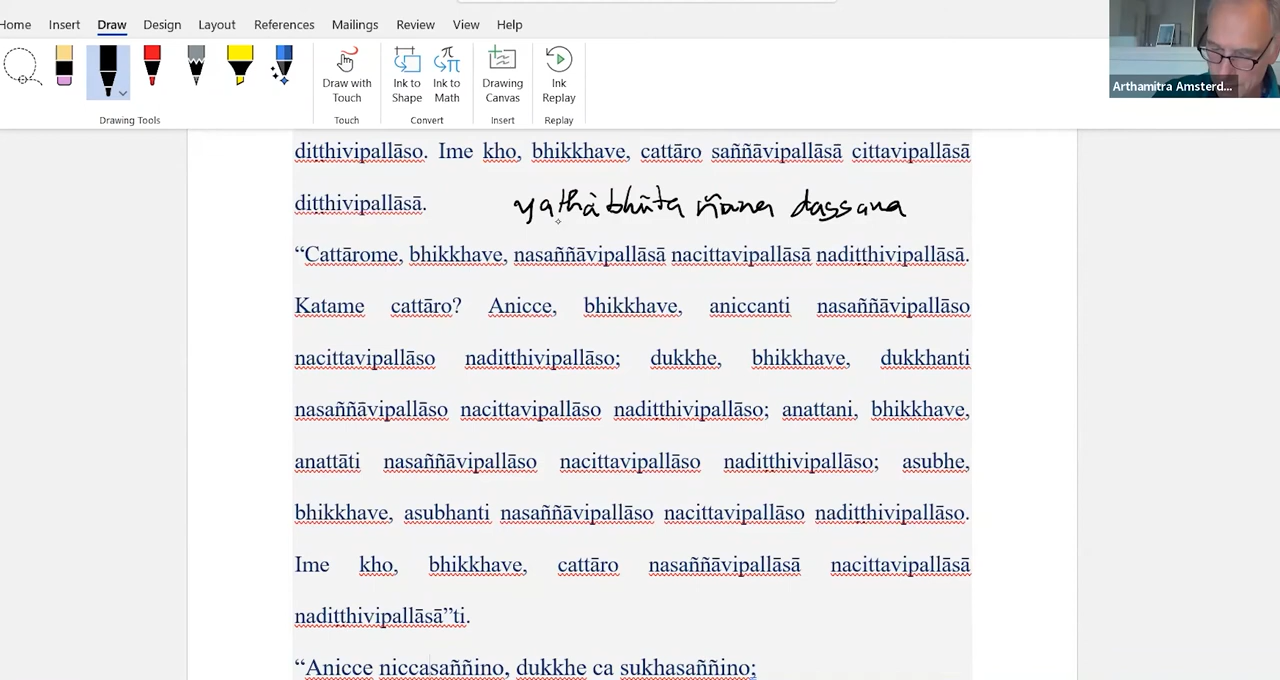 Home Insert Draw Design Layout References Mailings Review View Help
Draw with Touch
Ink to Shape
Ink to Math
Drawing Canvas
Ink Replay
Drawing Tools Touch Convert Insert Replay
Arthamitra Amsterd...
diṭṭhivipallāso. Ime kho, bhikkhave, cattāro saññāvipallāsā cittavipallāsā
diṭṭhivipallāsā.
yathàbhūta ñana dassana
“Cattārome, bhikkhave, nasaññāvipallāsā nacittavipallāsā nadiṭṭhivipallāsā.
Katame cattāro? Anicce, bhikkhave, aniccanti nasaññāvipallāso
nacittavipallāso nadiṭṭhivipallāso; dukkhe, bhikkhave, dukkhanti
nasaññāvipallāso nacittavipallāso nadiṭṭhivipallāso; anattani, bhikkhave,
anattāti nasaññāvipallāso nacittavipallāso nadiṭṭhivipallāso; asubhe,
bhikkhave, asubhanti nasaññāvipallāso nacittavipallāso nadiṭṭhivipallāso.
Ime kho, bhikkhave, cattāro nasaññāvipallāsā nacittavipallāsā
nadiṭṭhivipallāsā”ti.
“Anicce niccasaññino, dukkhe ca sukhasaññino;